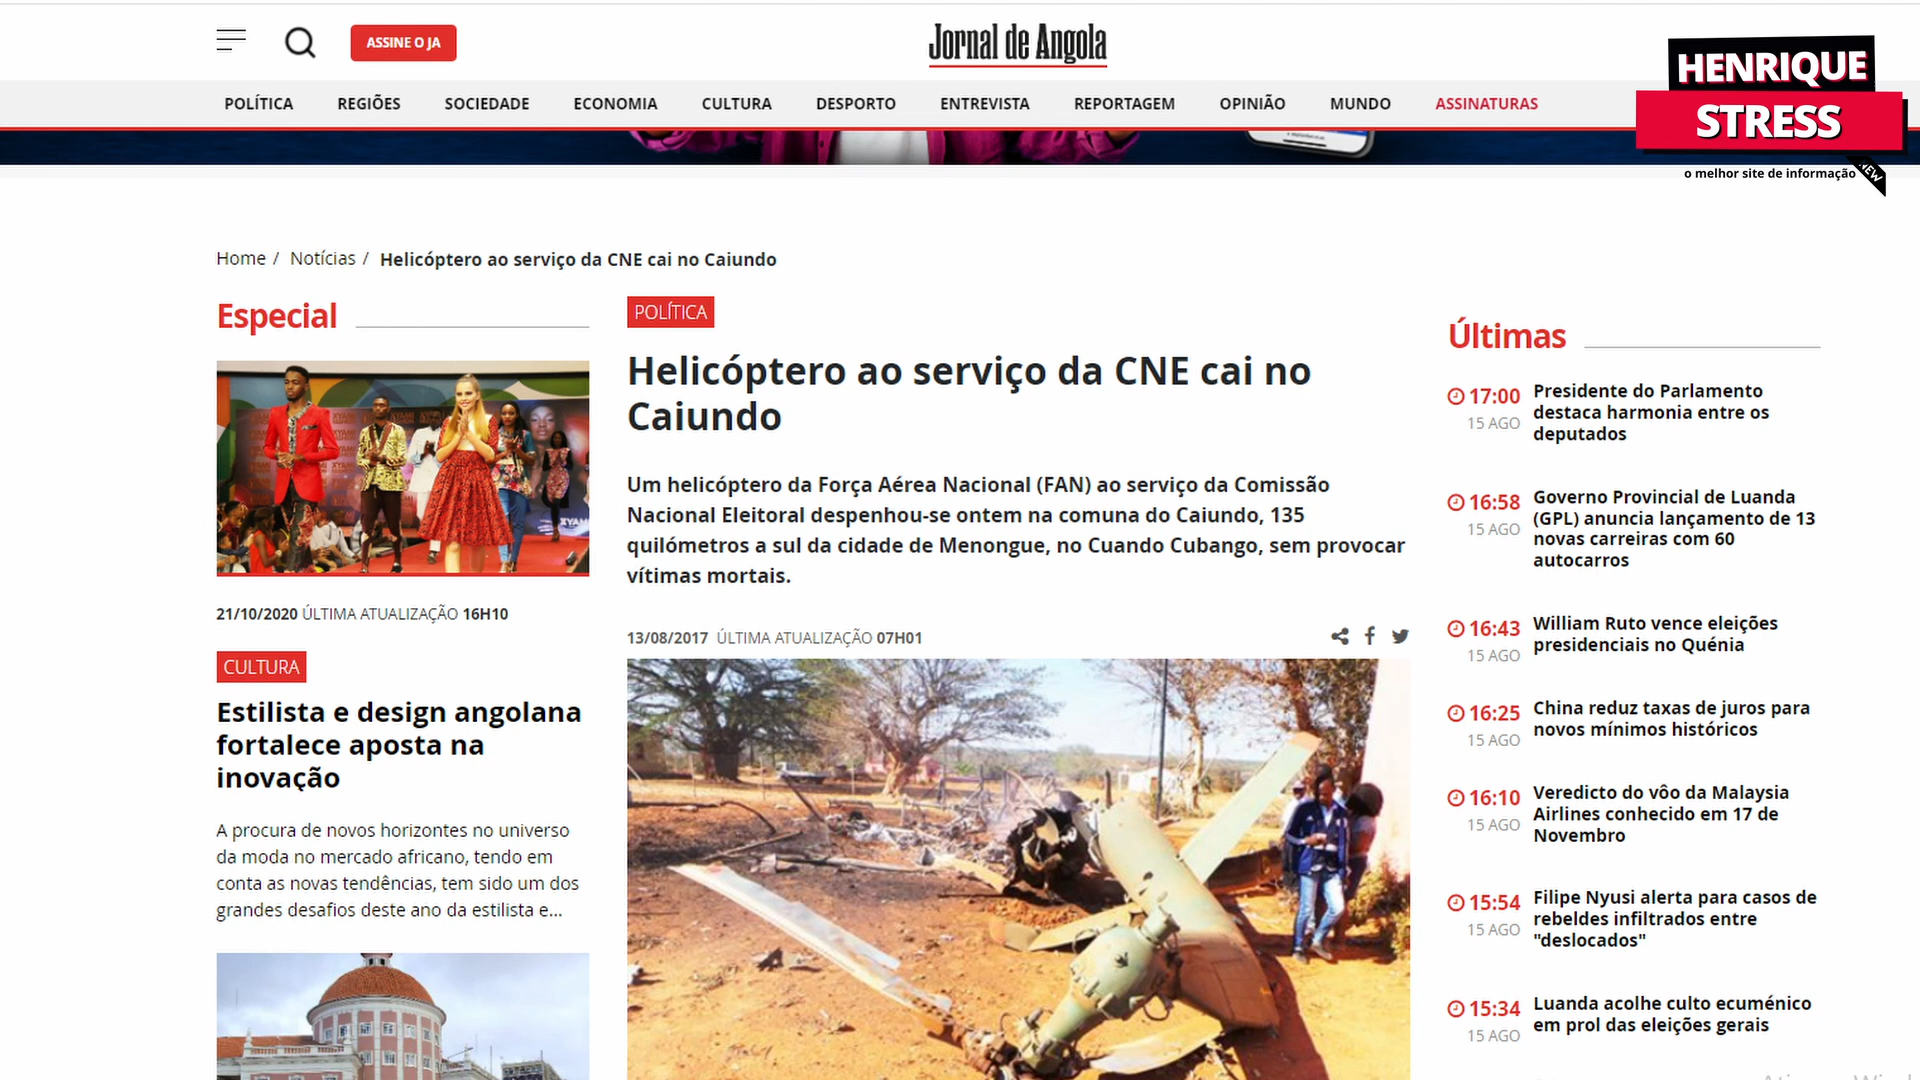 ASSINE O JA
Jornal de Angola
HENRIQUE
STRESS
NEW
o melhor site de informação
POLÍTICA REGIÕES SOCIEDADE ECONOMIA CULTURA DESPORTO ENTREVISTA REPORTAGEM OPINIÃO MUNDO ASSINATURAS
Home / Notícias / Helicóptero ao serviço da CNE cai no Caiundo
Especial
21/10/2020 ÚLTIMA ATUALIZAÇÃO 16H10
CULTURA
Estilista e design angolana
fortalece aposta na
inovação
A procura de novos horizontes no universo
da moda no mercado africano, tendo em
conta as novas tendências, tem sido um dos
grandes desafios deste ano da estilista e...
POLÍTICA
Helicóptero ao serviço da CNE cai no
Caiundo
Um helicóptero da Força Aérea Nacional (FAN) ao serviço da Comissão
Nacional Eleitoral despenhou-se ontem na comuna do Caiundo, 135
quilómetros a sul da cidade de Menongue, no Cuando Cubango, sem provocar
vítimas mortais.
13/08/2017 ÚLTIMA ATUALIZAÇÃO 07H01
Últimas
17:00 Presidente do Parlamento
15 AGO destaca harmonia entre os
deputados
16:58 Governo Provincial de Luanda
15 AGO (GPL) anuncia lançamento de 13
novas carreiras com 60
autocarros
16:43 William Ruto vence eleições
15 AGO presidenciais no Quénia
16:25 China reduz taxas de juros para
15 AGO novos mínimos históricos
16:10 Veredicto do vôo da Malaysia
15 AGO Airlines conhecido em 17 de
Novembro
15:54 Filipe Nyusi alerta para casos de
15 AGO rebeldes infiltrados entre
"deslocados"
15:34 Luanda acolhe culto ecuménico
15 AGO em prol das eleições gerais